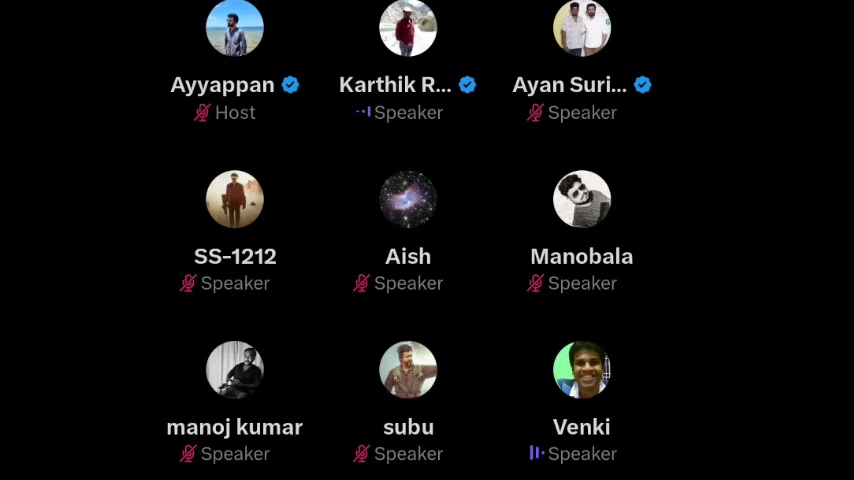 Ayyappan Karthik R... Ayan Suri...
Host Speaker Speaker
SS-1212 Aish Manobala
Speaker Speaker Speaker
manoj kumar subu Venki
Speaker Speaker Speaker